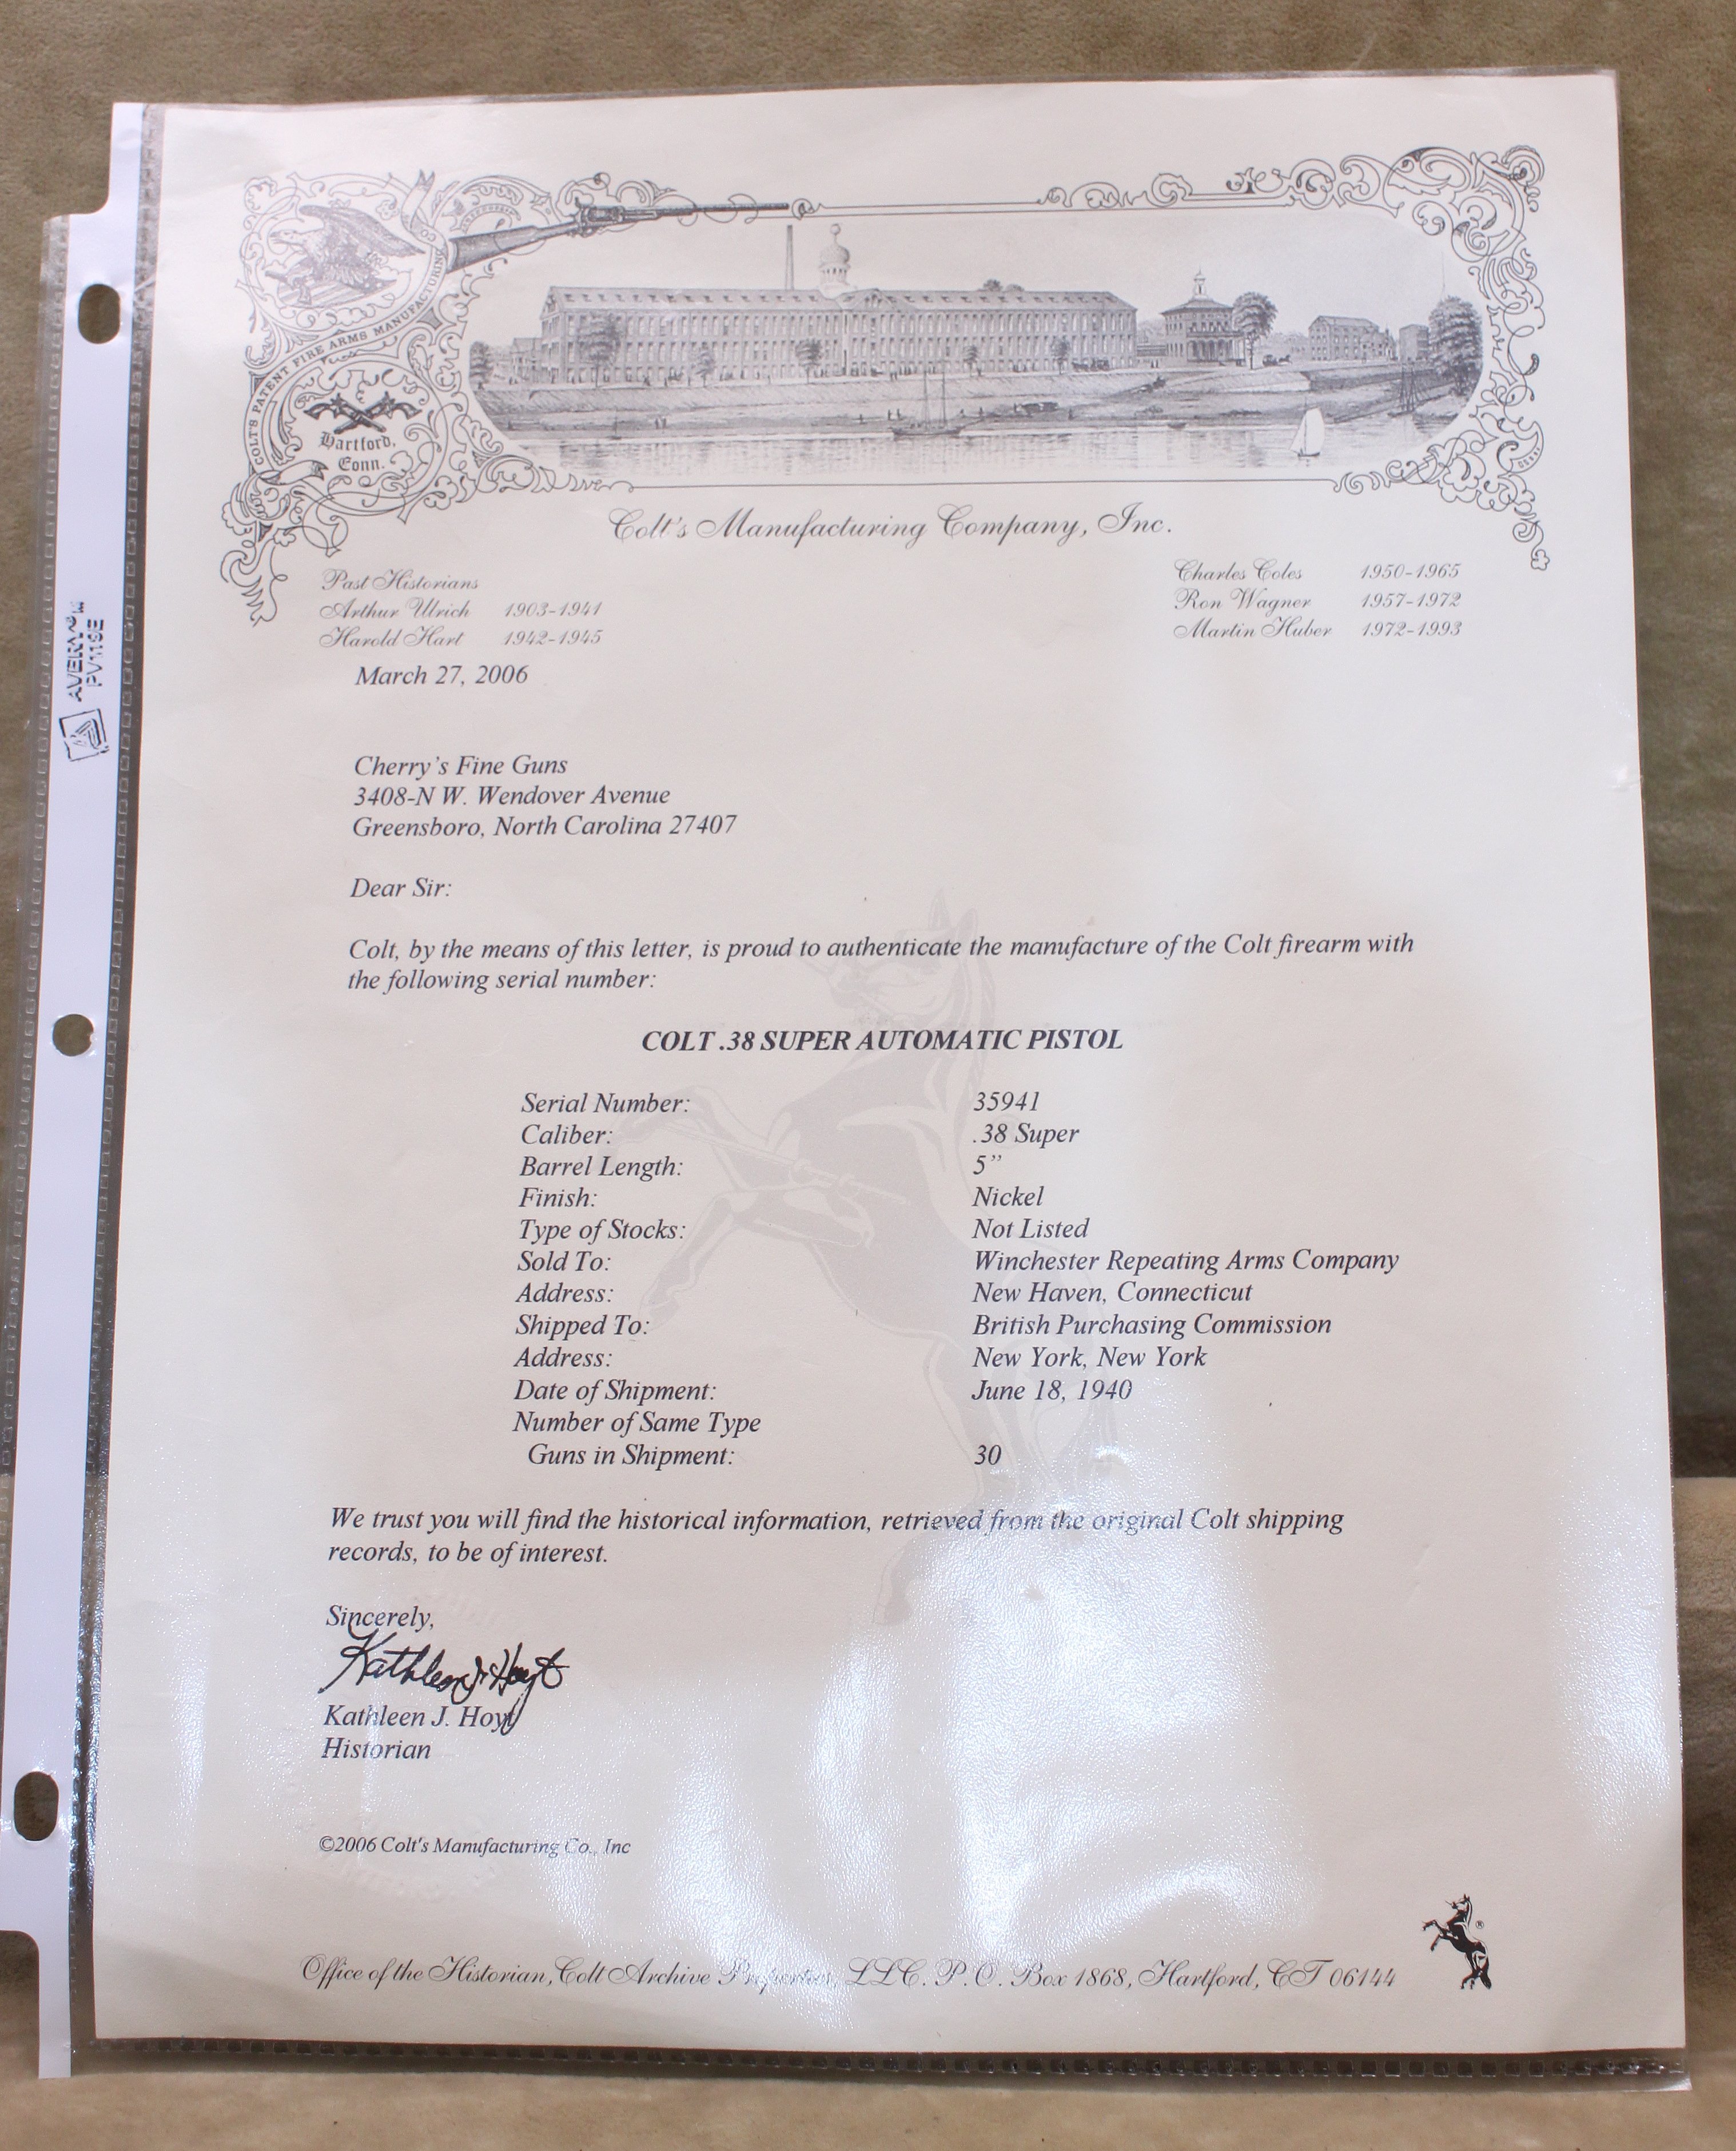 COLT'S PATENT FIRE ARMS MANUFACTURING
Hartford,
Conn.
Colt's Manufacturing Company, Inc.
Past Historians
Arthur Ulrich 1903-1941
Harold Hart 1942-1945
Charles Coles 1950-1965
Ron Wagner 1957-1972
Martin Huber 1972-1993
AVERY
PV119E
March 27, 2006
Cherry's Fine Guns
3408-N W. Wendover Avenue
Greensboro, North Carolina 27407
Dear Sir:
Colt, by the means of this letter, is proud to authenticate the manufacture of the Colt firearm with
the following serial number:
COLT .38 SUPER AUTOMATIC PISTOL
Serial Number: 35941
Caliber: .38 Super
Barrel Length: 5”
Finish: Nickel
Type of Stocks: Not Listed
Sold To: Winchester Repeating Arms Company
Address: New Haven, Connecticut
Shipped To: British Purchasing Commission
Address: New York, New York
Date of Shipment: June 18, 1940
Number of Same Type
Guns in Shipment: 30
We trust you will find the historical information, retrieved from the original Colt shipping
records, to be of interest.
Sincerely,
Kathleen J. Hoyt
Kathleen J. Hoyt
Historian
©2006 Colt's Manufacturing Co., Inc
Office of the Historian, Colt Archive Properties, LLC. P.O. Box 1868, Hartford, CT 06144
®